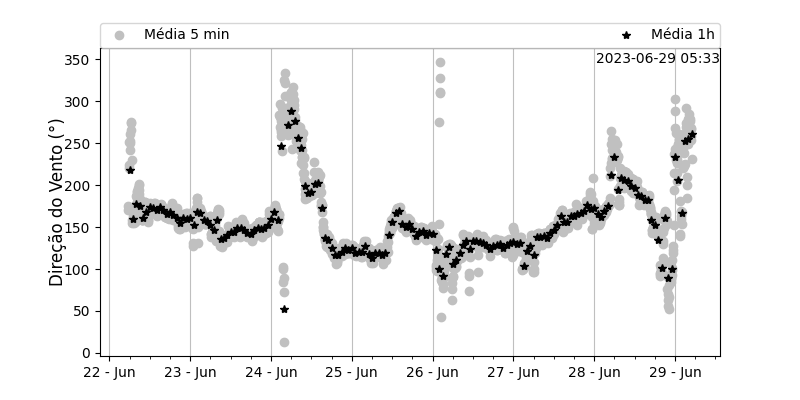 Média 5 min
Média 1h
2023-06-29 05:33
Direção do Vento (°)
350
300
250
200
150
100
50
0
22 - Jun
23 - Jun
24 - Jun
25 - Jun
26 - Jun
27 - Jun
28 - Jun
29 - Jun